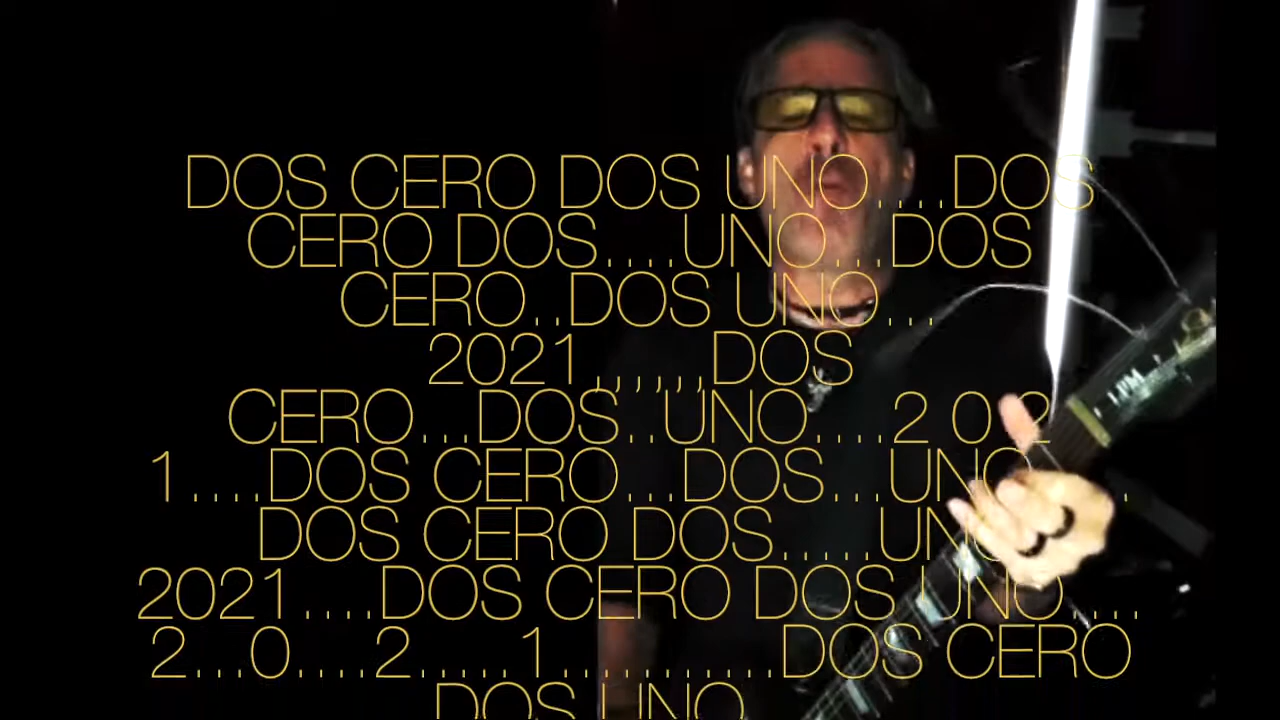 DOS CERO DOS UNO....DOS
CERO DOS....UNO...DOS
CERO..DOS UNO...
2021,,,,,,DOS
CERO...DOS..UNO....2 0 2
1....DOS CERO...DOS...UNO...
DOS CERO DOS.....UNO
2021....DOS CERO DOS UNO....
2...0....2.....1...........DOS CERO
DOS UNO